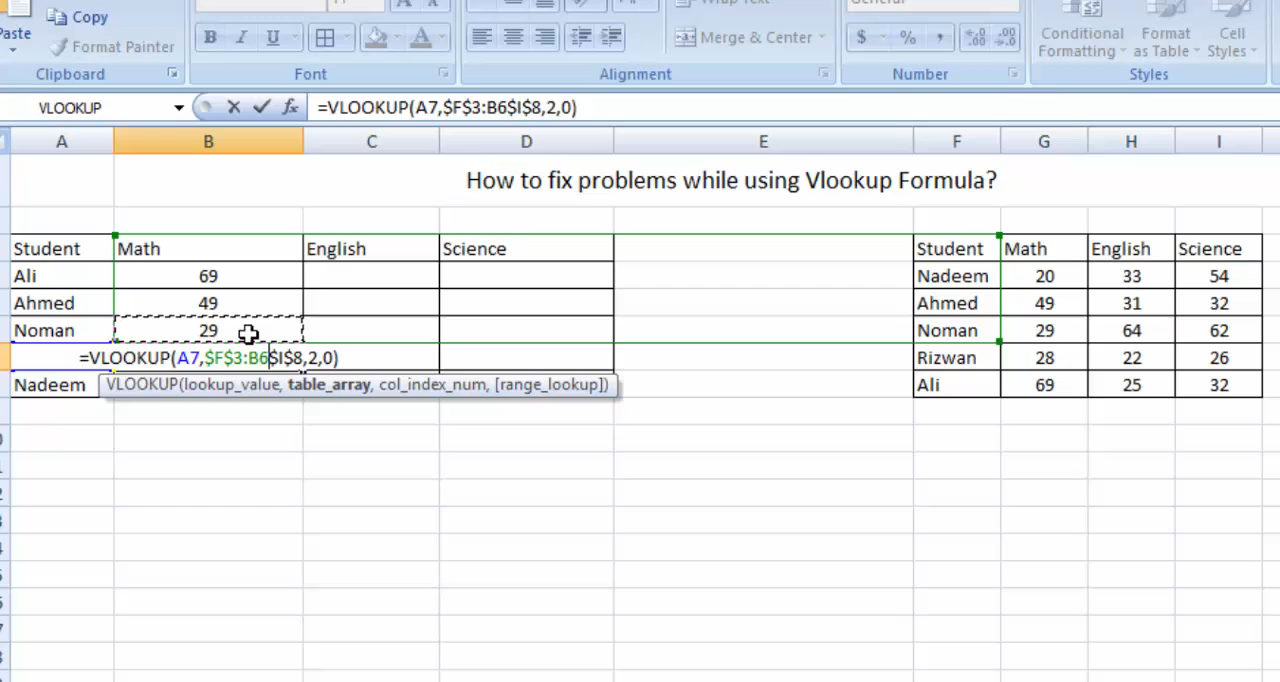 Copy
Paste
Format Painter
Clipboard
B I U
A
Font
Merge & Center
Alignment
$ % , .00
Number
Conditional Formatting
Format as Table
Cell Styles
Styles
VLOOKUP fx =VLOOKUP(A7,$F$3:B6$I$8,2,0)
A B C D E F G H I
How to fix problems while using Vlookup Formula?
Student Math English Science Student Math English Science
Ali 69 Nadeem 20 33 54
Ahmed 49 Ahmed 49 31 32
Noman 29 Noman 29 64 62
=VLOOKUP(A7,$F$3:B6$I$8,2,0) Rizwan 28 22 26
Nadeem VLOOKUP(lookup_value, table_array, col_index_num, [range_lookup]) Ali 69 25 32